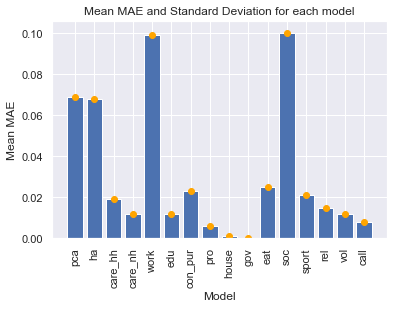 Mean MAE and Standard Deviation for each model
Mean MAE
0.10
0.08
0.06
0.04
0.02
0.00
pca
ha
care_hh
care_nh
work
edu
con_pur
pro
house
gov
eat
soc
sport
rel
vol
call
Model